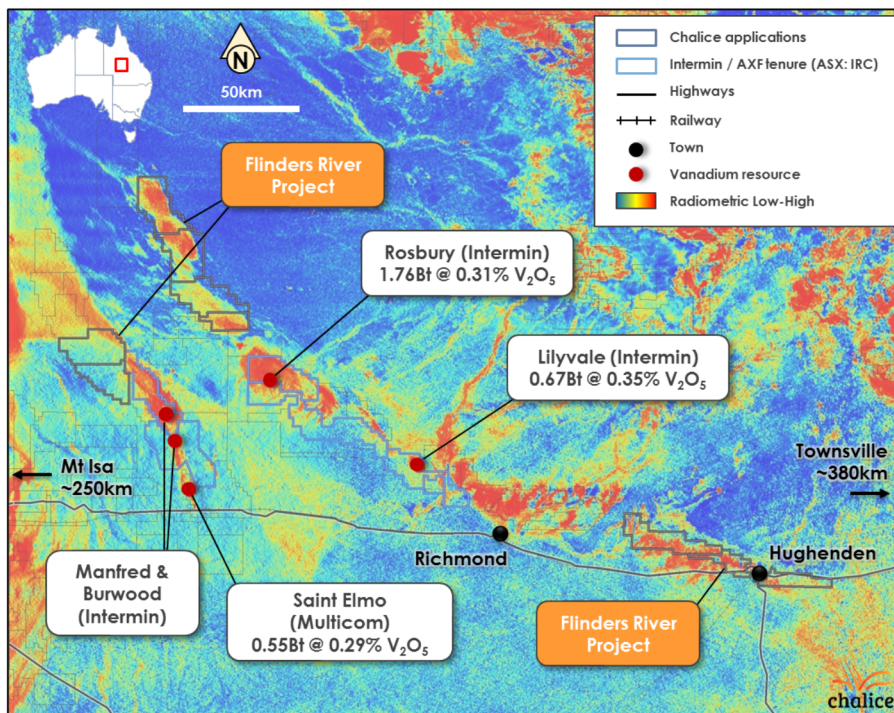 N
50km
Chalice applications
Intermin / AXF tenure (ASX: IRC)
Highways
Railway
Town
Vanadium resource
Radiometric Low-High
Flinders River
Project
Rosbury (Intermin)
1.76Bt @ 0.31% V₂O₅
Lilyvale (Intermin)
0.67Bt @ 0.35% V₂O₅
Mt Isa
~250km
Townsville
~380km
Richmond
Hughenden
Manfred &
Burwood
(Intermin)
Saint Elmo
(Multicom)
0.55Bt @ 0.29% V₂O₅
Flinders River
Project
chalice